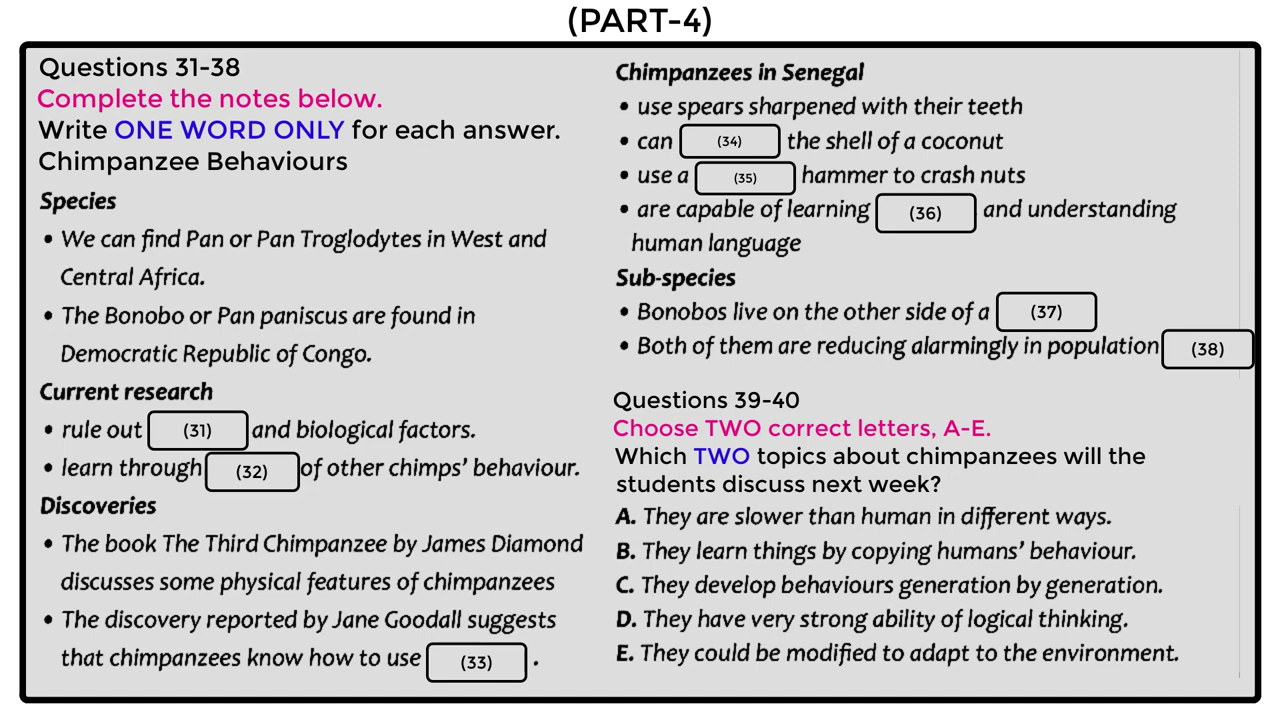 (PART-4)
Questions 31-38
Complete the notes below.
Write ONE WORD ONLY for each answer.
Chimpanzee Behaviours
Species
• We can find Pan or Pan Troglodytes in West and
Central Africa.
• The Bonobo or Pan paniscus are found in
Democratic Republic of Congo.
Current research
• rule out (31) and biological factors.
• learn through (32) of other chimps' behaviour.
Discoveries
• The book The Third Chimpanzee by James Diamond
discusses some physical features of chimpanzees
• The discovery reported by Jane Goodall suggests
that chimpanzees know how to use (33) .
Chimpanzees in Senegal
• use spears sharpened with their teeth
• can (34) the shell of a coconut
• use a (35) hammer to crash nuts
• are capable of learning (36) and understanding
human language
Sub-species
• Bonobos live on the other side of a (37)
• Both of them are reducing alarmingly in population (38)
Questions 39-40
Choose TWO correct letters, A-E.
Which TWO topics about chimpanzees will the
students discuss next week?
A. They are slower than human in different ways.
B. They learn things by copying humans' behaviour.
C. They develop behaviours generation by generation.
D. They have very strong ability of logical thinking.
E. They could be modified to adapt to the environment.